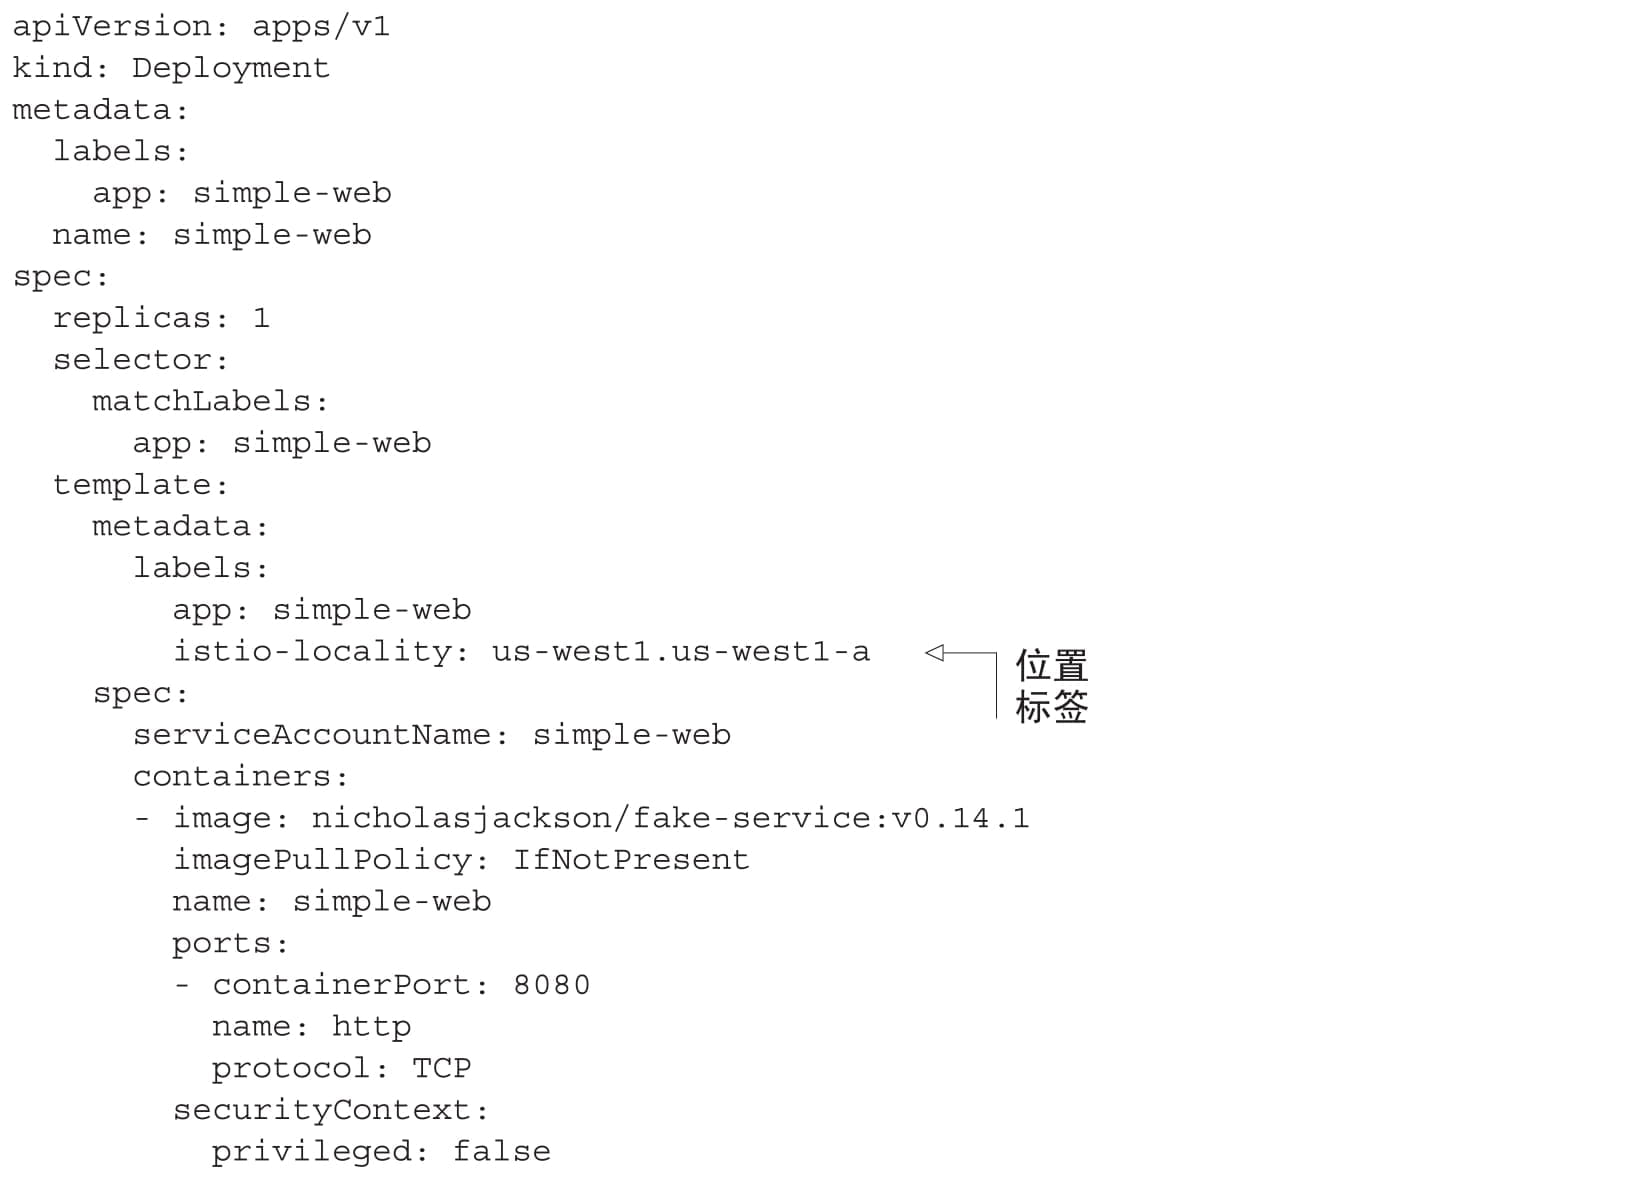 apiVersion: apps/v1
kind: Deployment
metadata:
  labels:
    app: simple-web
  name: simple-web
spec:
  replicas: 1
  selector:
    matchLabels:
      app: simple-web
  template:
    metadata:
      labels:
        app: simple-web
        istio-locality: us-west1.us-west1-a
位置
标签
    spec:
      serviceAccountName: simple-web
      containers:
      - image: nicholasjackson/fake-service:v0.14.1
        imagePullPolicy: IfNotPresent
        name: simple-web
        ports:
        - containerPort: 8080
          name: http
          protocol: TCP
        securityContext:
          privileged: false